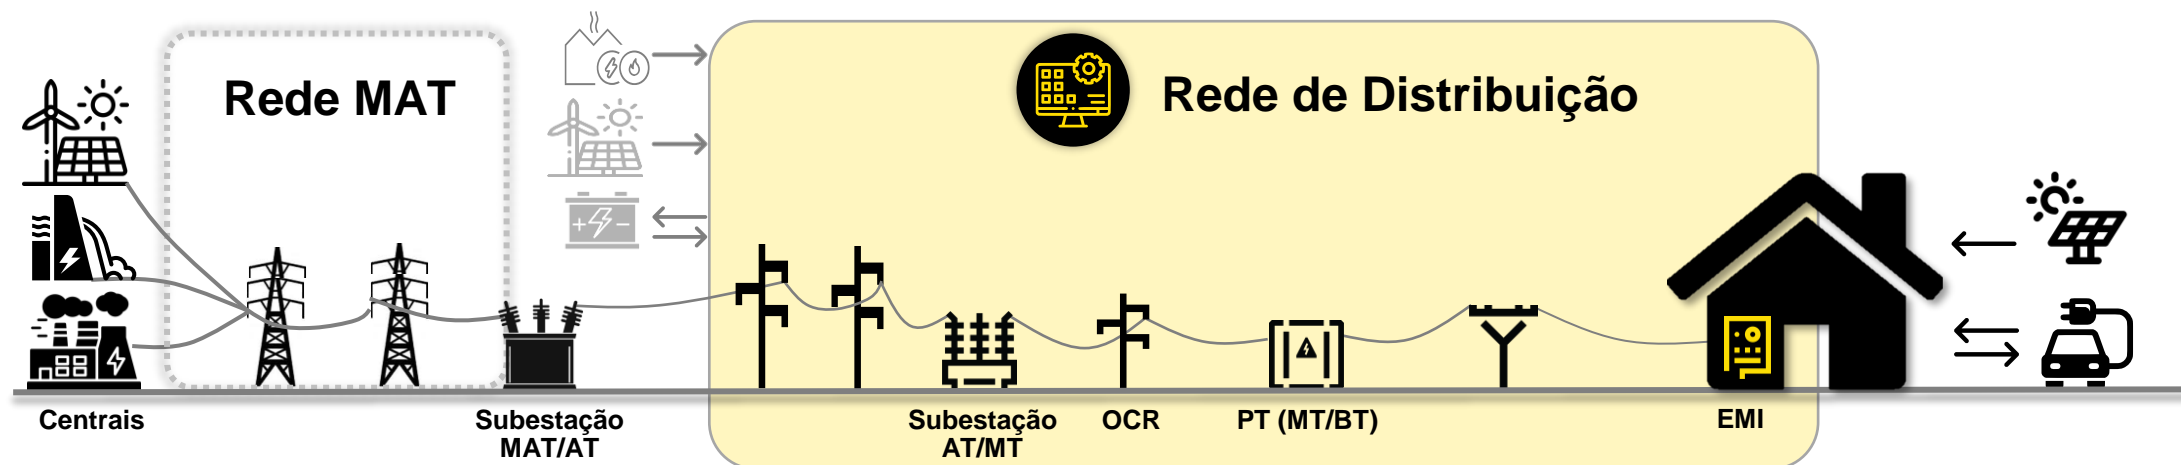 Rede MAT
Rede de Distribuição
Centrais
Subestação
MAT/AT
Subestação
AT/MT
OCR
PT (MT/BT)
EMI